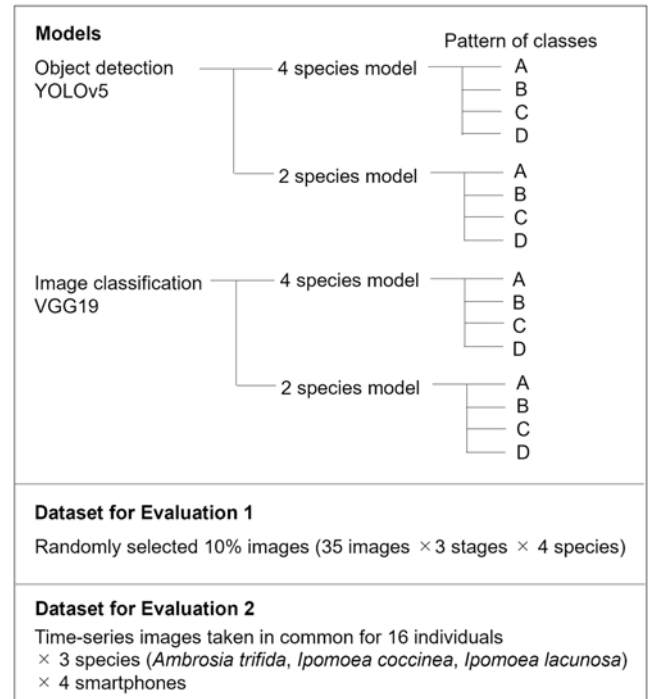 Models
Pattern of classes
Object detection
YOLOv5
4 species model
A
B
C
D
2 species model
A
B
C
D
Image classification
VGG19
4 species model
A
B
C
D
2 species model
A
B
C
D
Dataset for Evaluation 1
Randomly selected 10% images (35 images ×3 stages × 4 species)
Dataset for Evaluation 2
Time-series images taken in common for 16 individuals
× 3 species (Ambrosia trifida, Ipomoea coccinea, Ipomoea lacunosa)
× 4 smartphones